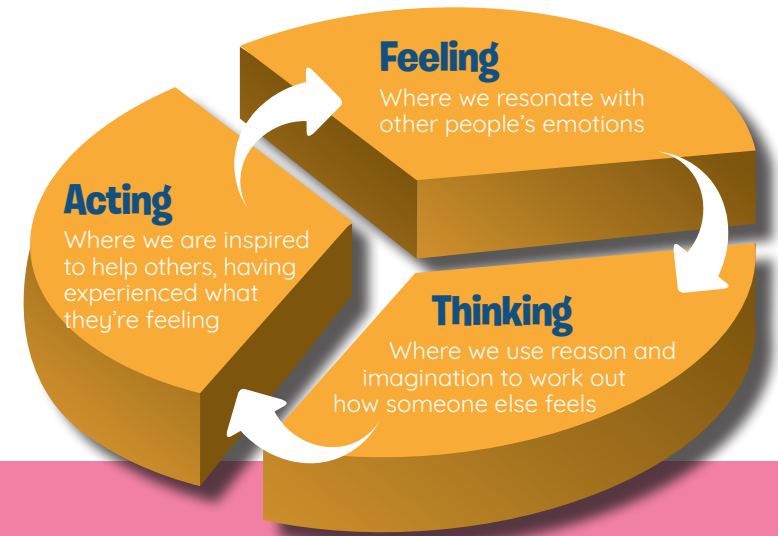 Feeling
Where we resonate with
other people’s emotions
Thinking
Where we use reason and
imagination to work out
how someone else feels
Acting
Where we are inspired
to help others, having
experienced what
they’re feeling